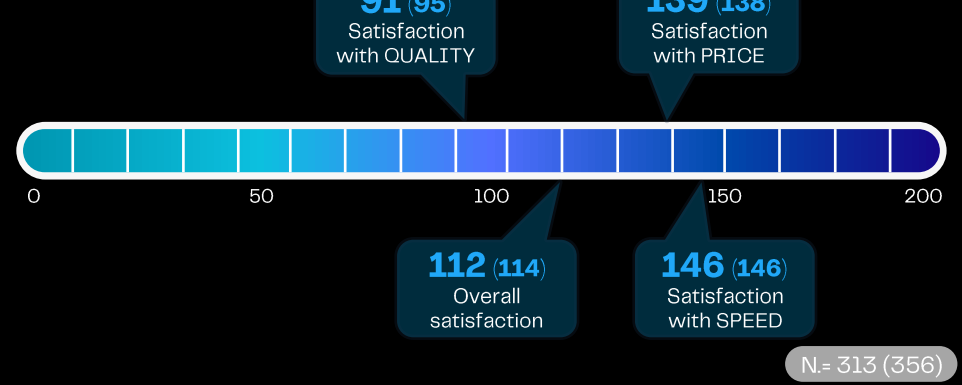 91 (95)
Satisfaction
with QUALITY
139 (138)
Satisfaction
with PRICE
0
50
100
150
200
112 (114)
Overall
satisfaction
146 (146)
Satisfaction
with SPEED
N.= 313 (356)